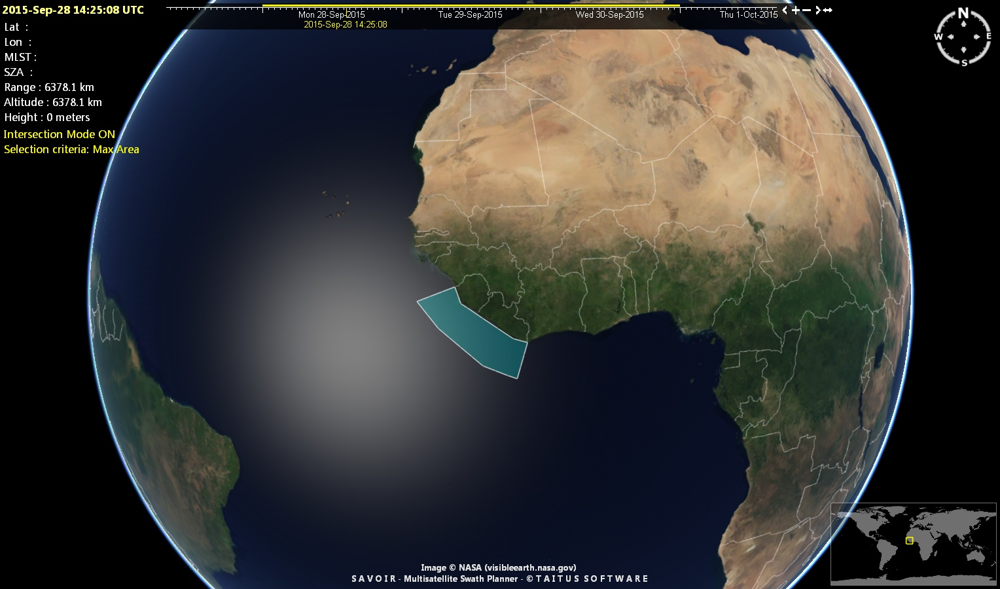 2015-Sep-28 14:25:08 UTC
Mon 28-Sep-2015 Tue 29-Sep-2015 Wed 30-Sep-2015 Thu 1-Oct-2015
2015-Sep-28 14:25:08
Lat :
Lon :
MLST :
SZA :
Range : 6378.1 km
Altitude : 6378.1 km
Height : 0 meters
Intersection Mode ON
Selection criteria: Max Area
N
W E
S
Image © NASA (visibleearth.nasa.gov)
SAVOIR - Multisatellite Swath Planner - © TAITUS SOFTWARE